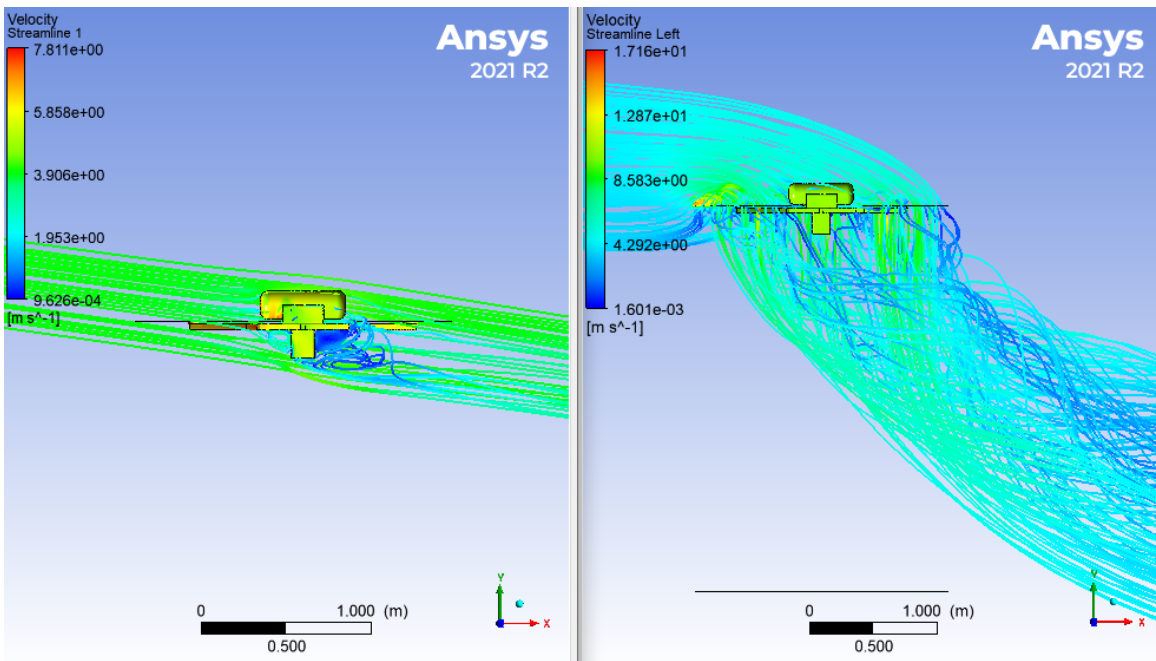 Velocity
Streamline 1
7.811e+00
5.858e+00
3.906e+00
1.953e+00
9.626e-04
[m s^-1]
Ansys
2021 R2
0 1.000 (m)
0.500
Y
X
Velocity
Streamline Left
1.716e+01
1.287e+01
8.583e+00
4.292e+00
1.601e-03
[m s^-1]
Ansys
2021 R2
0 1.000 (m)
0.500
Y
X